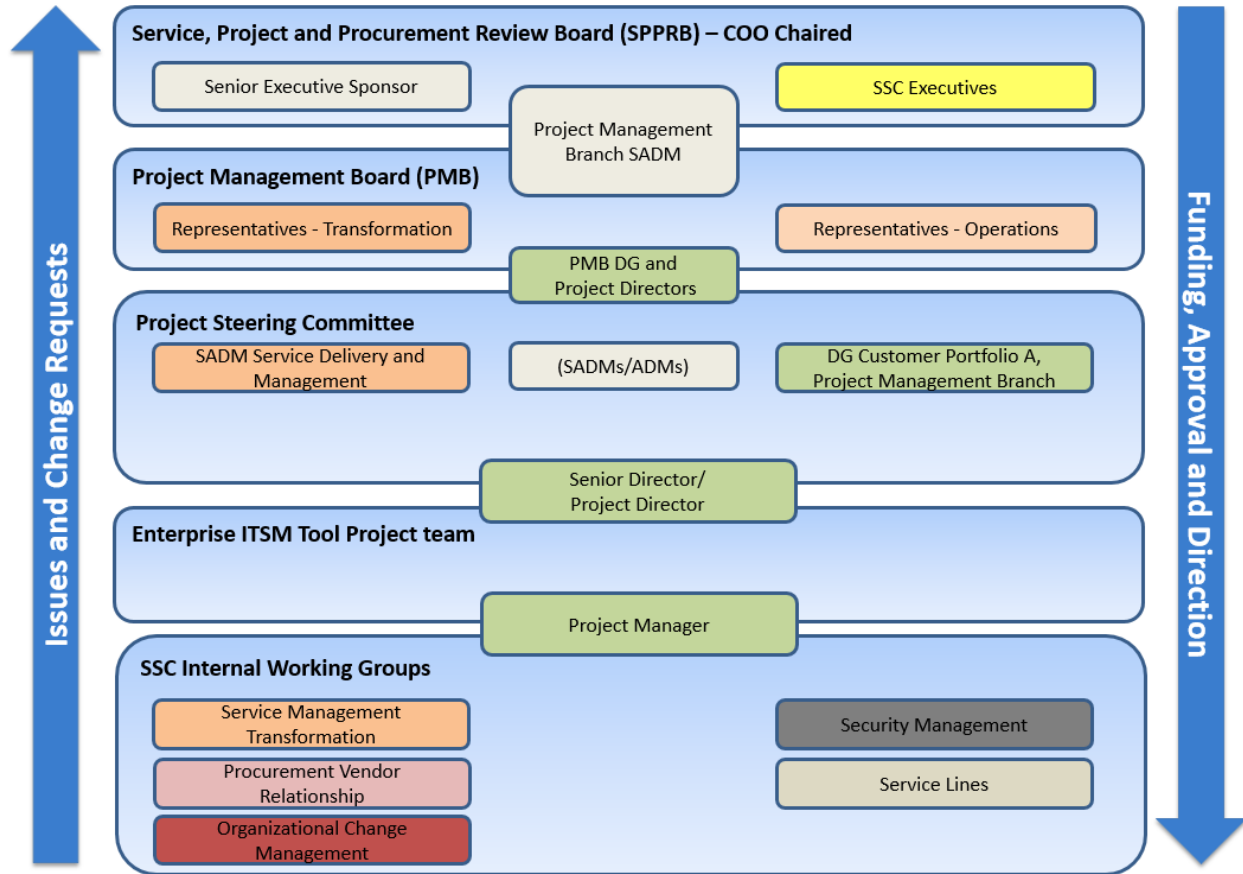 Service, Project and Procurement Review Board (SPPRB) – COO Chaired
Senior Executive Sponsor
SSC Executives
Project Management
Branch SADM
Project Management Board (PMB)
Representatives - Transformation
Representatives - Operations
PMB DG and
Project Directors
Project Steering Committee
SADM Service Delivery and
Management
(SADMs/ADMs)
DG Customer Portfolio A,
Project Management Branch
Senior Director/
Project Director
Enterprise ITSM Tool Project team
Project Manager
SSC Internal Working Groups
Service Management
Transformation
Security Management
Procurement Vendor
Relationship
Service Lines
Organizational Change
Management
Issues and Change Requests
Funding, Approval and Direction